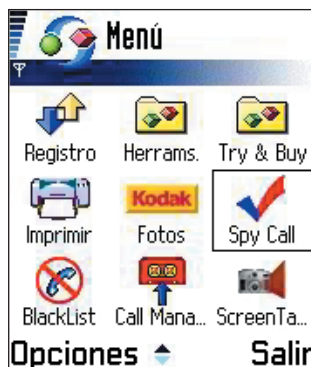 Menú
Registro Herrams. Try & Buy
Kodak
Imprimir Fotos Spy Call
BlackList Call Mana... ScreenTa...
Opciones Salir